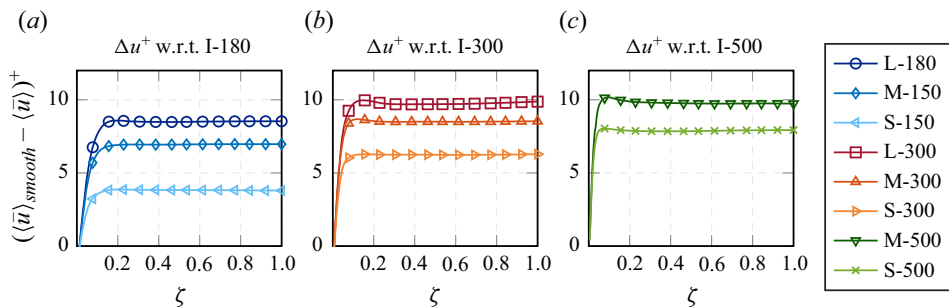 (a)
(b)
(c)
Δu⁺ w.r.t. I-180
Δu⁺ w.r.t. I-300
Δu⁺ w.r.t. I-500
(⟨u̅⟩smooth − ⟨u̅⟩)⁺
10
5
0
0.2 0.4 0.6 0.8 1.0
ζ
10
5
0
0.2 0.4 0.6 0.8 1.0
ζ
10
5
0
0.2 0.4 0.6 0.8 1.0
ζ
L-180
M-150
S-150
L-300
M-300
S-300
M-500
S-500